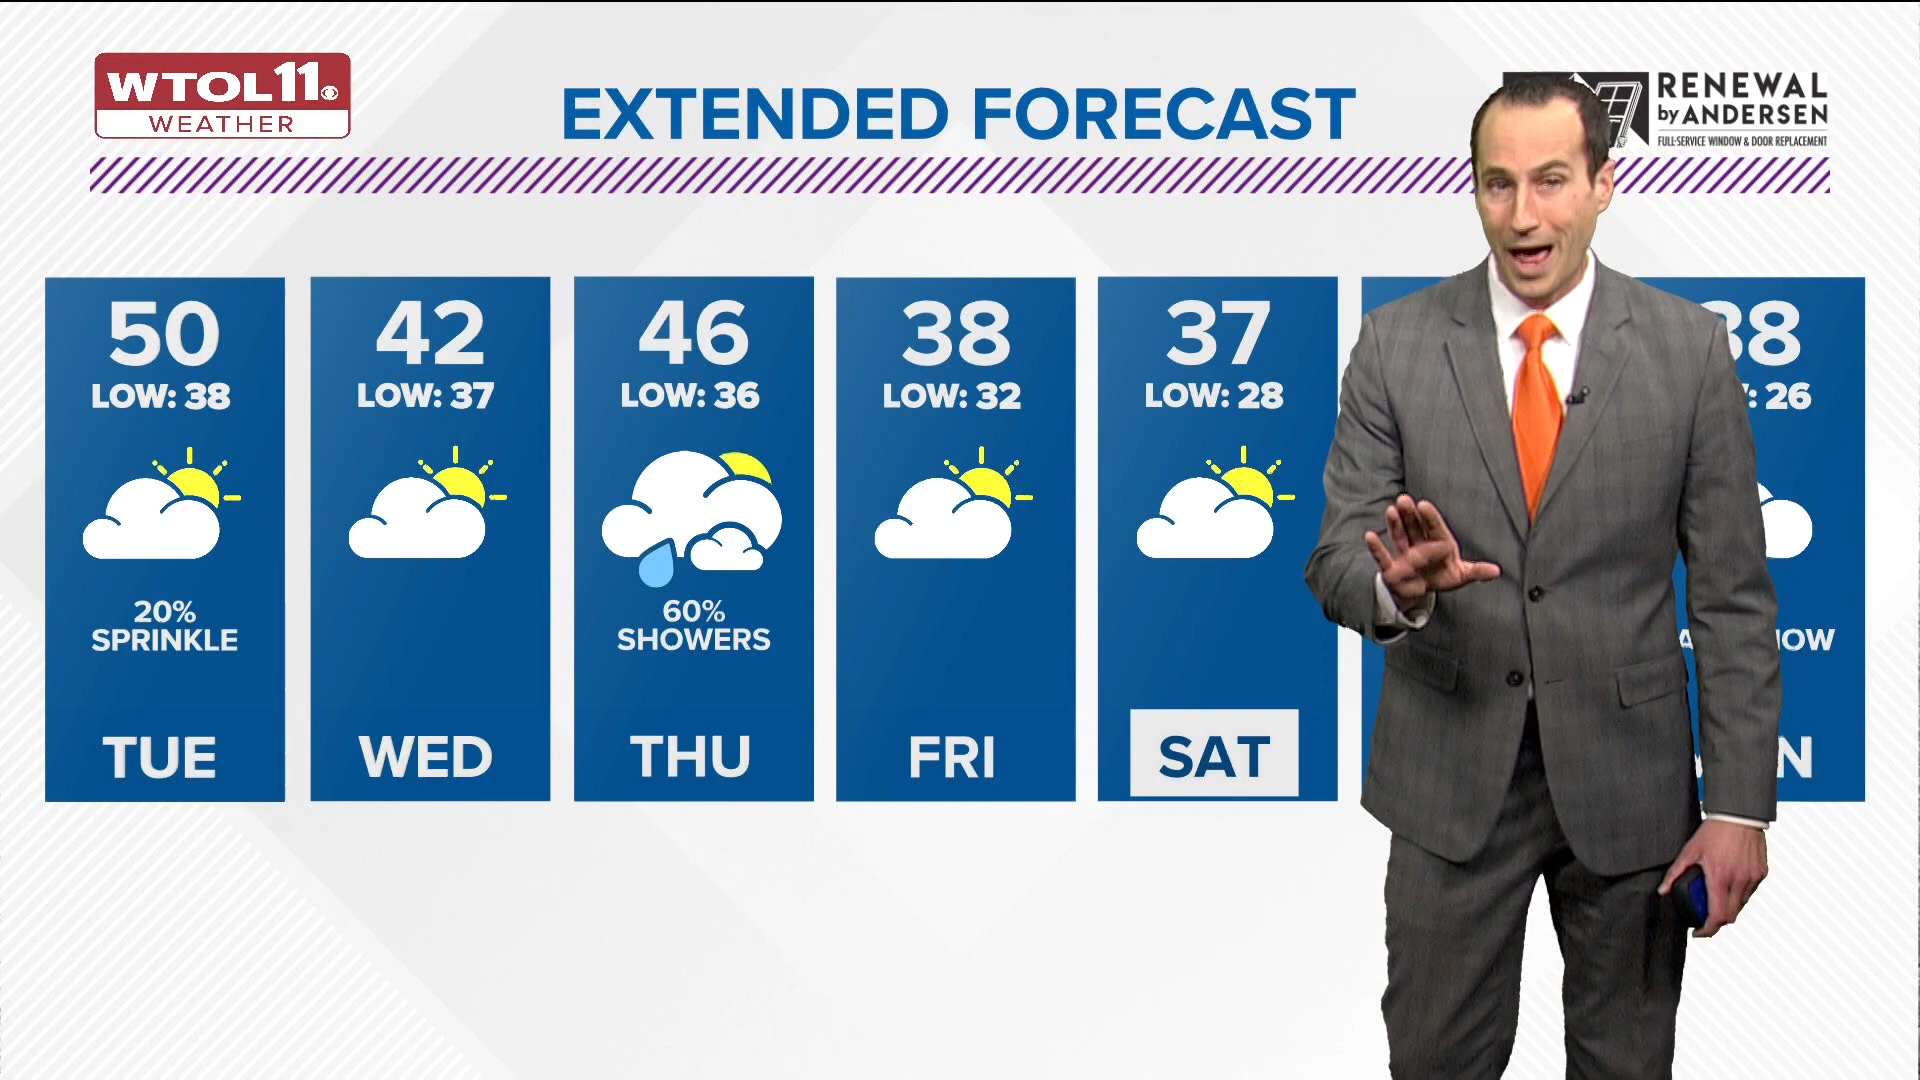 WTOL11
WEATHER
EXTENDED FORECAST
RENEWAL
by ANDERSEN
FULL-SERVICE WINDOW & DOOR REPLACEMENT
50
LOW: 38
20%
SPRINKLE
TUE
42
LOW: 37
WED
46
LOW: 36
60%
SHOWERS
THU
38
LOW: 32
FRI
37
LOW: 28
SAT
26